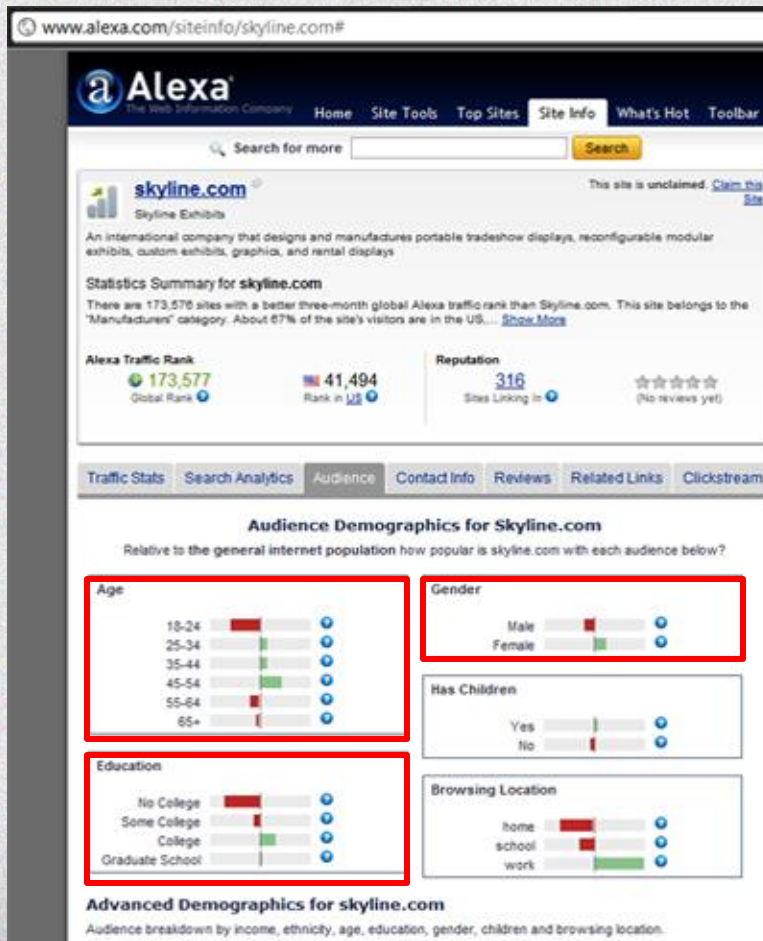 www.alexa.com/siteinfo/skyline.com#
a Alexa
The Web Information Company
Home Site Tools Top Sites Site Info What's Hot Toolbar
Search for more Search
skyline.com
This site is unclaimed. Claim this Site
Skyline Exhibits
An international company that designs and manufactures portable tradeshow displays, reconfigurable modular
exhibits, custom exhibits, graphics, and rental displays
Statistics Summary for skyline.com
There are 173,576 sites with a better three-month global Alexa traffic rank than Skyline.com. This site belongs to the
"Manufacturers" category. About 67% of the site's visitors are in the US.... Show More
Alexa Traffic Rank
Reputation
173,577 41,494 316
Global Rank ? Rank in US ? Sites Linking In ? (No reviews yet)
Traffic Stats Search Analytics Audience Contact Info Reviews Related Links Clickstream
Audience Demographics for Skyline.com
Relative to the general internet population how popular is skyline.com with each audience below?
Age
18-24 ?
25-34 ?
35-44 ?
45-54 ?
55-64 ?
65+ ?
Gender
Male ?
Female ?
Has Children
Yes ?
No ?
Education
No College ?
Some College ?
College ?
Graduate School ?
Browsing Location
home ?
school ?
work ?
Advanced Demographics for skyline.com
Audience breakdown by income, ethnicity, age, education, gender, children and browsing location.